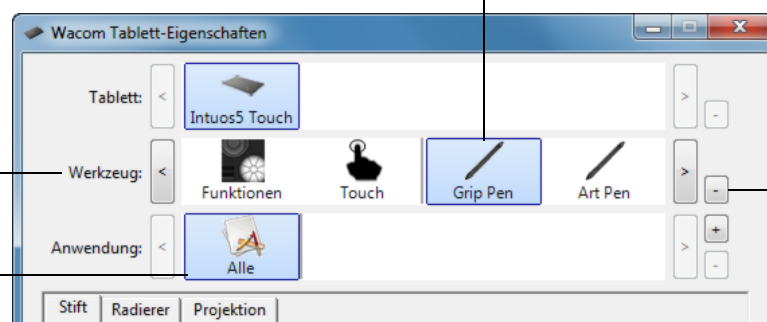 Wacom Tablett-Eigenschaften
Tablett: < Intuos5 Touch > -
Werkzeug: < Funktionen Touch Grip Pen Art Pen > -
Anwendung: < Alle > + -
Stift Radierer Projektion